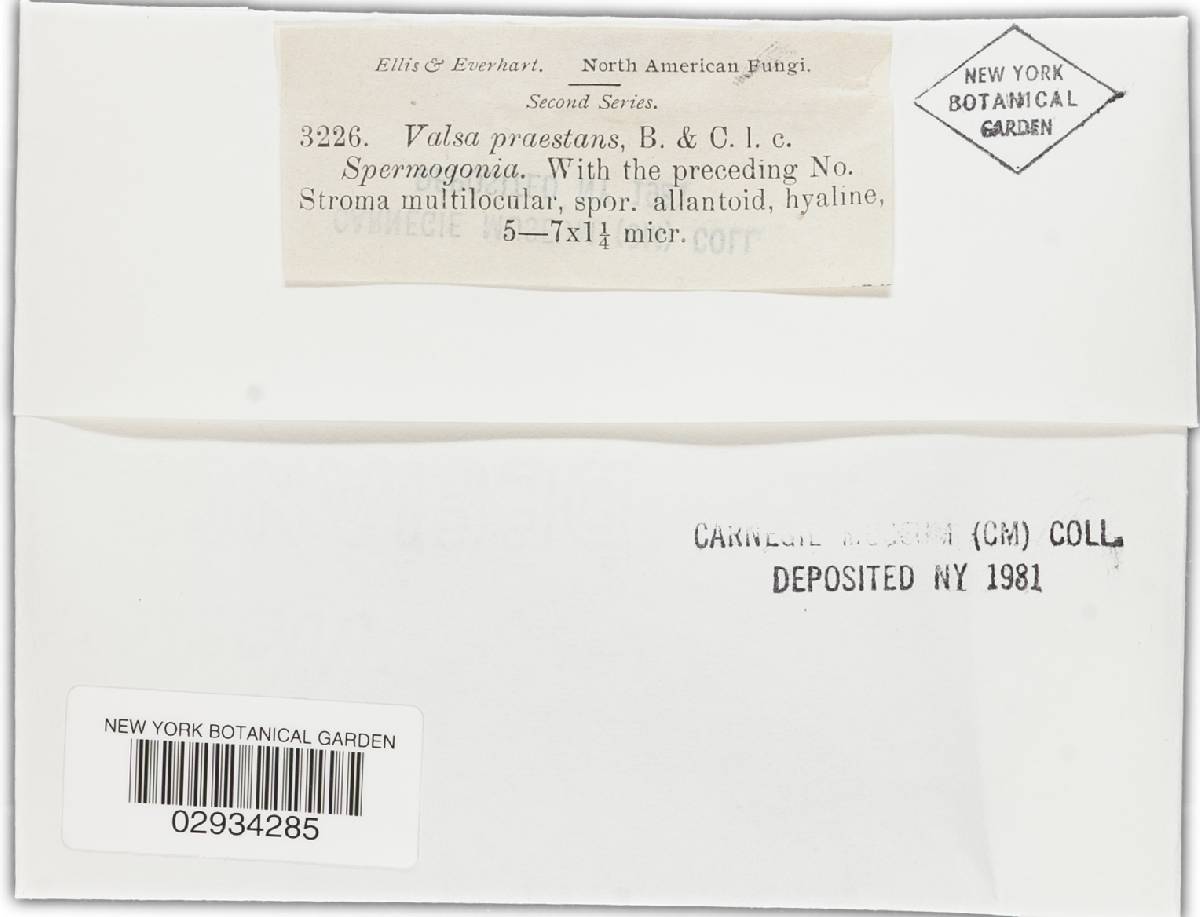 Ellis & Everhart. North American Fungi.
Second Series.
3226. Valsa praestans, B. & C. l. c.
Spermogonia. With the preceding No.
Stroma multilocular, spor. allantoid, hyaline,
5—7x1¼ micr.
NEW YORK
BOTANICAL
GARDEN
CARNEGIE MUSEUM (CM) COLL.
DEPOSITED NY 1981
NEW YORK BOTANICAL GARDEN
02934285